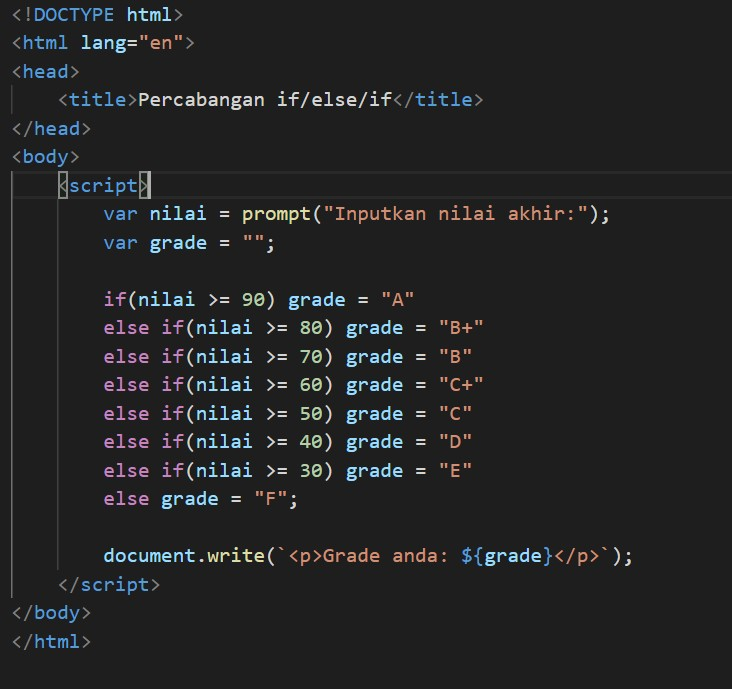 <!DOCTYPE html>
<html lang="en">
<head>
    <title>Percabangan if/else/if</title>
</head>
<body>
    <script>
        var nilai = prompt("Inputkan nilai akhir:");
        var grade = "";

        if(nilai >= 90) grade = "A"
        else if(nilai >= 80) grade = "B+"
        else if(nilai >= 70) grade = "B"
        else if(nilai >= 60) grade = "C+"
        else if(nilai >= 50) grade = "C"
        else if(nilai >= 40) grade = "D"
        else if(nilai >= 30) grade = "E"
        else grade = "F";

        document.write(`<p>Grade anda: ${grade}</p>`);
    </script>
</body>
</html>